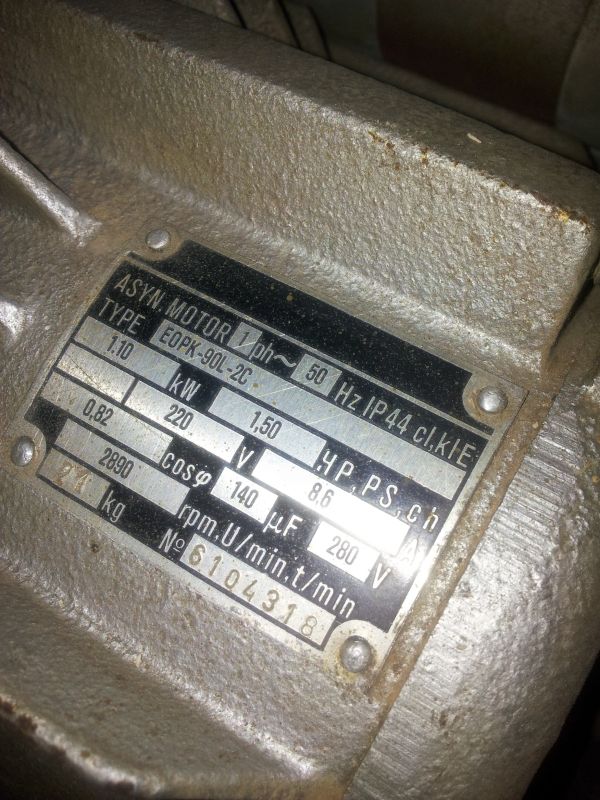 ASYN MOTOR 1 ph~ 50 Hz IP44 cl,kl E
TYPE EOPK-90L-2C
1.10 kW 1,50 HP,PS,ch
220 V 8.6 A
0.82 cosφ 140 µF 280 V
2890 rpm.U/min.t/min
21 kg Nº 6104318